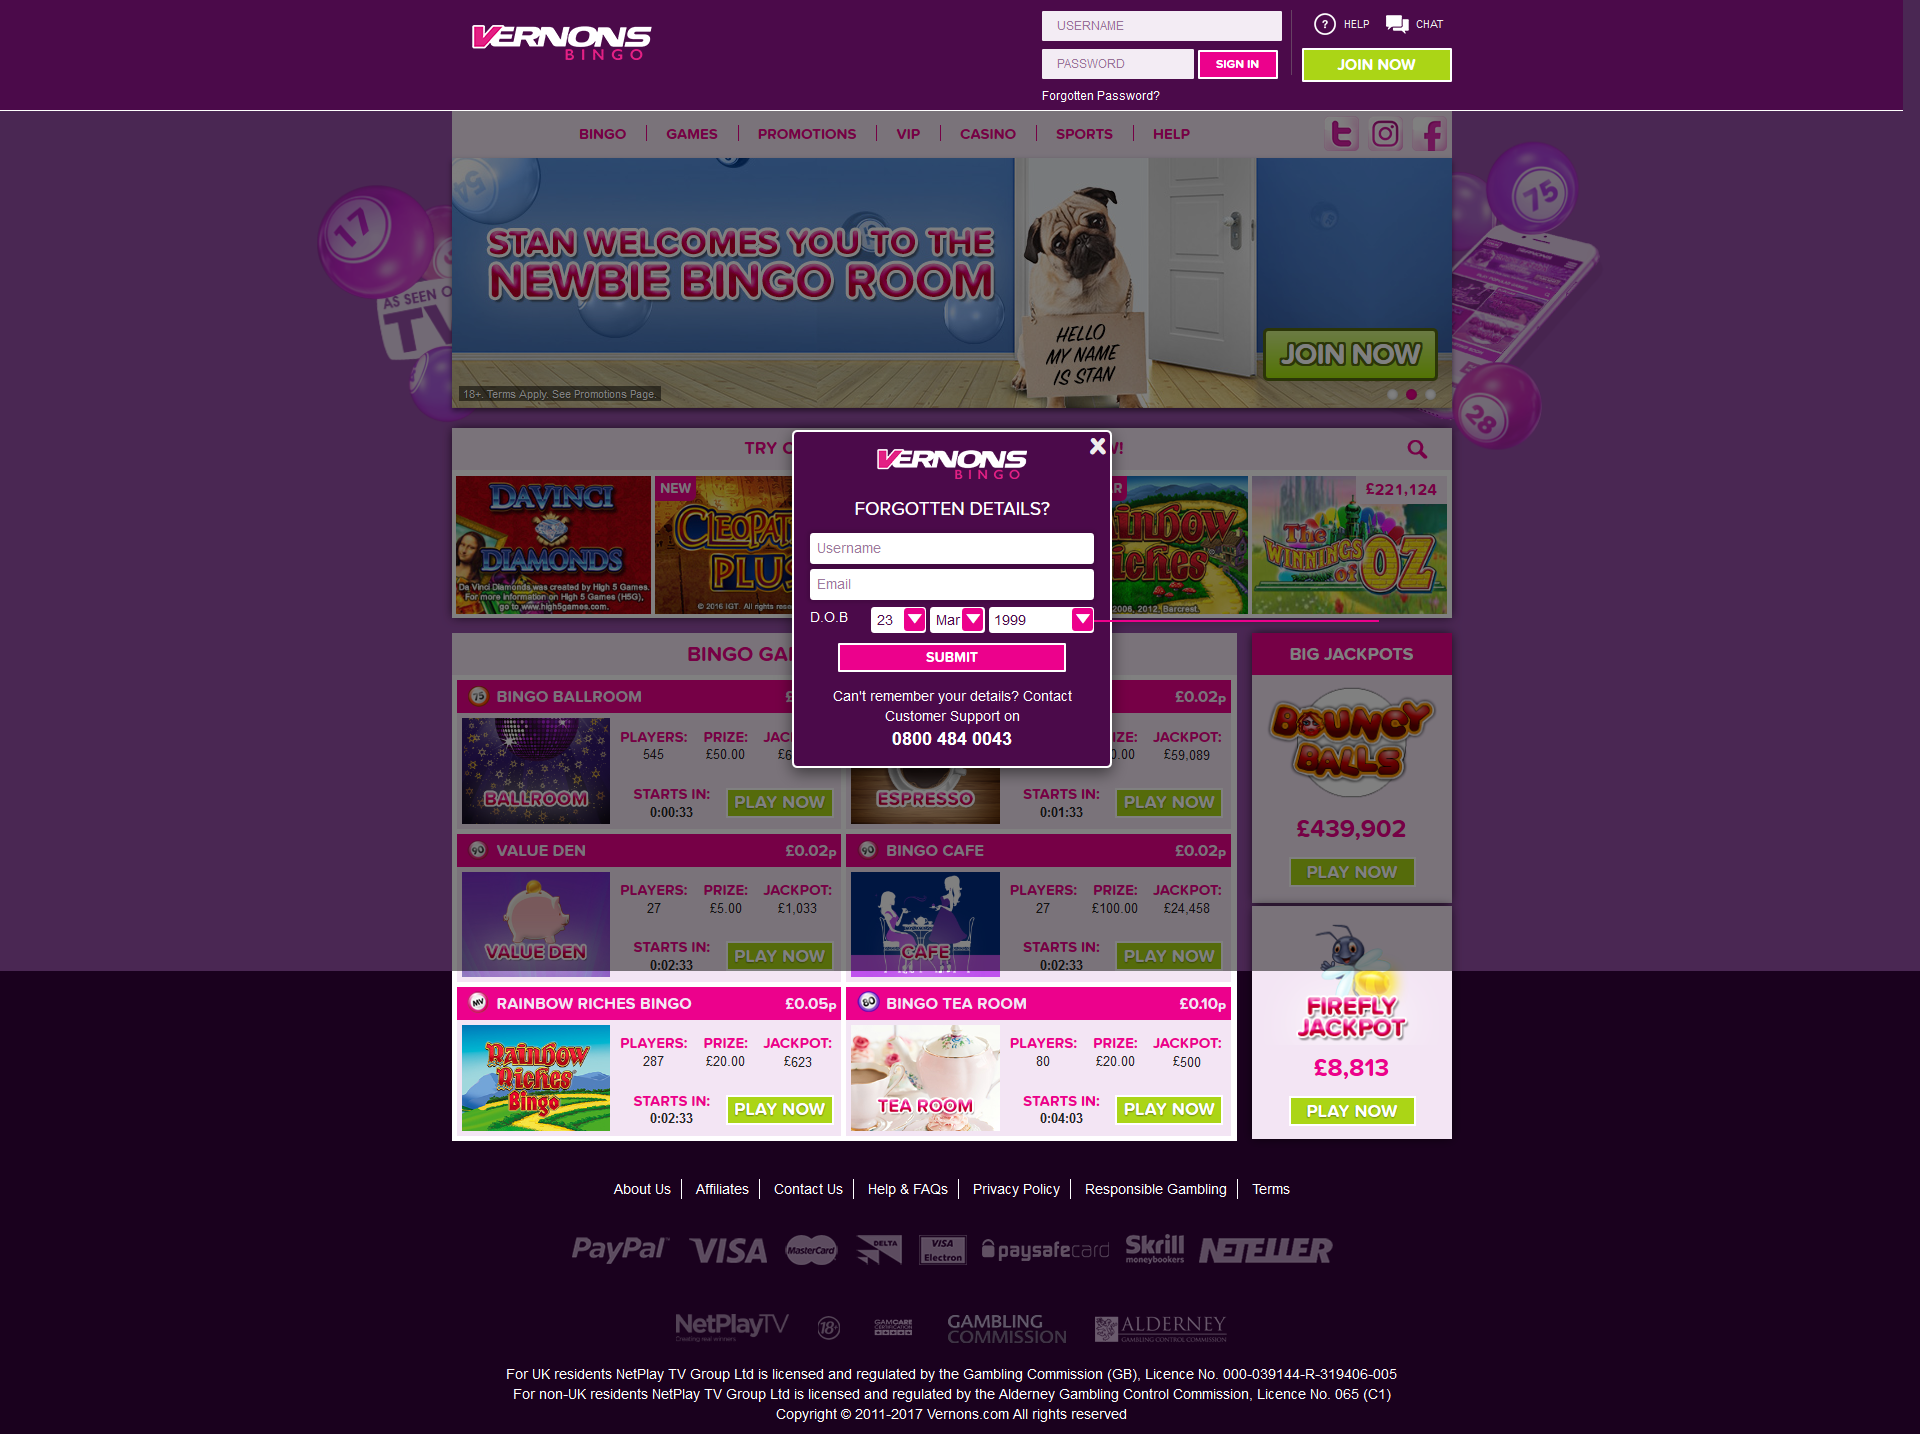 VERNONS
BINGO
USERNAME
PASSWORD
SIGN IN
Forgotten Password?
? HELP
CHAT
JOIN NOW
BINGO
GAMES
PROMOTIONS
VIP
CASINO
SPORTS
HELP
17
54
75
28
AS SEEN O
TV
STAN WELCOMES YOU TO THE
NEWBIE BINGO ROOM
HELLO
MY NAME
IS STAN
JOIN NOW
18+. Terms Apply. See Promotions Page.
TRY
W!
DAVINCI
DIAMONDS
Da Vinci Diamonds was created by High 5 Games.
For more information on High 5 Games (H5G),
go to www.high5games.com.
NEW
CLEOPAT
PLUS
© 2016 IGT. All rights rese
Rainbow
Riches
2008, 2012, Barcrest.
£221,124
The
WINNINGS
of OZ
VERNONS
BINGO
FORGOTTEN DETAILS?
Username
Email
D.O.B
23
Mar
1999
SUBMIT
Can't remember your details? Contact
Customer Support on
0800 484 0043
BINGO GA
75 BINGO BALLROOM
£
PLAYERS: PRIZE: JAC
545 £50.00 £6
BALLROOM
STARTS IN:
0:00:33
PLAY NOW
£0.02p
IZE: JACKPOT:
0.00 £59,089
ESPRESSO
STARTS IN:
0:01:33
PLAY NOW
90 VALUE DEN £0.02p
PLAYERS: PRIZE: JACKPOT:
27 £5.00 £1,033
VALUE DEN
STARTS IN:
0:02:33
PLAY NOW
90 BINGO CAFE £0.02p
PLAYERS: PRIZE: JACKPOT:
27 £100.00 £24,458
CAFE
STARTS IN:
0:02:33
PLAY NOW
MV RAINBOW RICHES BINGO £0.05p
PLAYERS: PRIZE: JACKPOT:
287 £20.00 £623
Rainbow
Riches
Bingo
STARTS IN:
0:02:33
PLAY NOW
80 BINGO TEA ROOM £0.10p
PLAYERS: PRIZE: JACKPOT:
80 £20.00 £500
TEA ROOM
STARTS IN:
0:04:03
PLAY NOW
BIG JACKPOTS
BOUNCY
BALLS
£439,902
PLAY NOW
FIREFLY
JACKPOT
£8,813
PLAY NOW
About Us
Affiliates
Contact Us
Help & FAQs
Privacy Policy
Responsible Gambling
Terms
PayPal
VISA
MasterCard
DELTA
VISA
Electron
paysafecard
Skrill
moneybookers
NETELLER
NetPlayTV
Creating real winners
18+
GAMCARE
CERTIFICATION
GAMBLING
COMMISSION
ALDERNEY
GAMBLING CONTROL COMMISSION
For UK residents NetPlay TV Group Ltd is licensed and regulated by the Gambling Commission (GB), Licence No. 000-039144-R-319406-005
For non-UK residents NetPlay TV Group Ltd is licensed and regulated by the Alderney Gambling Control Commission, Licence No. 065 (C1)
Copyright © 2011-2017 Vernons.com All rights reserved